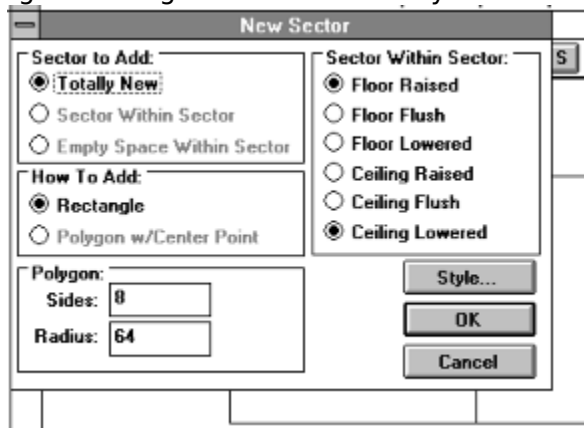 New Sector
Sector to Add:
Totally New
Sector Within Sector
Empty Space Within Sector
How To Add:
Rectangle
Polygon w/Center Point
Polygon:
Sides: 8
Radius: 64
Sector Within Sector:
Floor Raised
Floor Flush
Floor Lowered
Ceiling Raised
Ceiling Flush
Ceiling Lowered
Style...
OK
Cancel
S